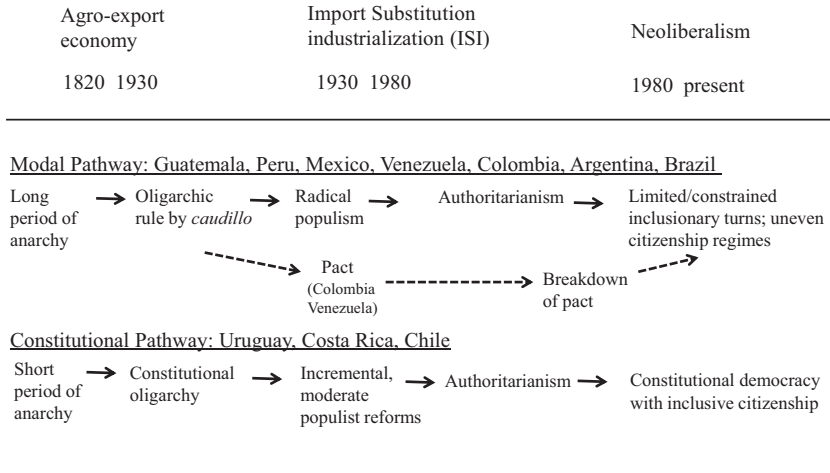 Agro-export
economy
Import Substitution
industrialization (ISI)
Neoliberalism
1820 1930
1930 1980
1980 present
Modal Pathway: Guatemala, Peru, Mexico, Venezuela, Colombia, Argentina, Brazil
Long
period of
anarchy
Oligarchic
rule by caudillo
Radical
populism
Authoritarianism
Limited/constrained
inclusionary turns; uneven
citizenship regimes
Pact
(Colombia
Venezuela)
Breakdown
of pact
Constitutional Pathway: Uruguay, Costa Rica, Chile
Short
period of
anarchy
Constitutional
oligarchy
Incremental,
moderate
populist reforms
Authoritarianism
Constitutional democracy
with inclusive citizenship